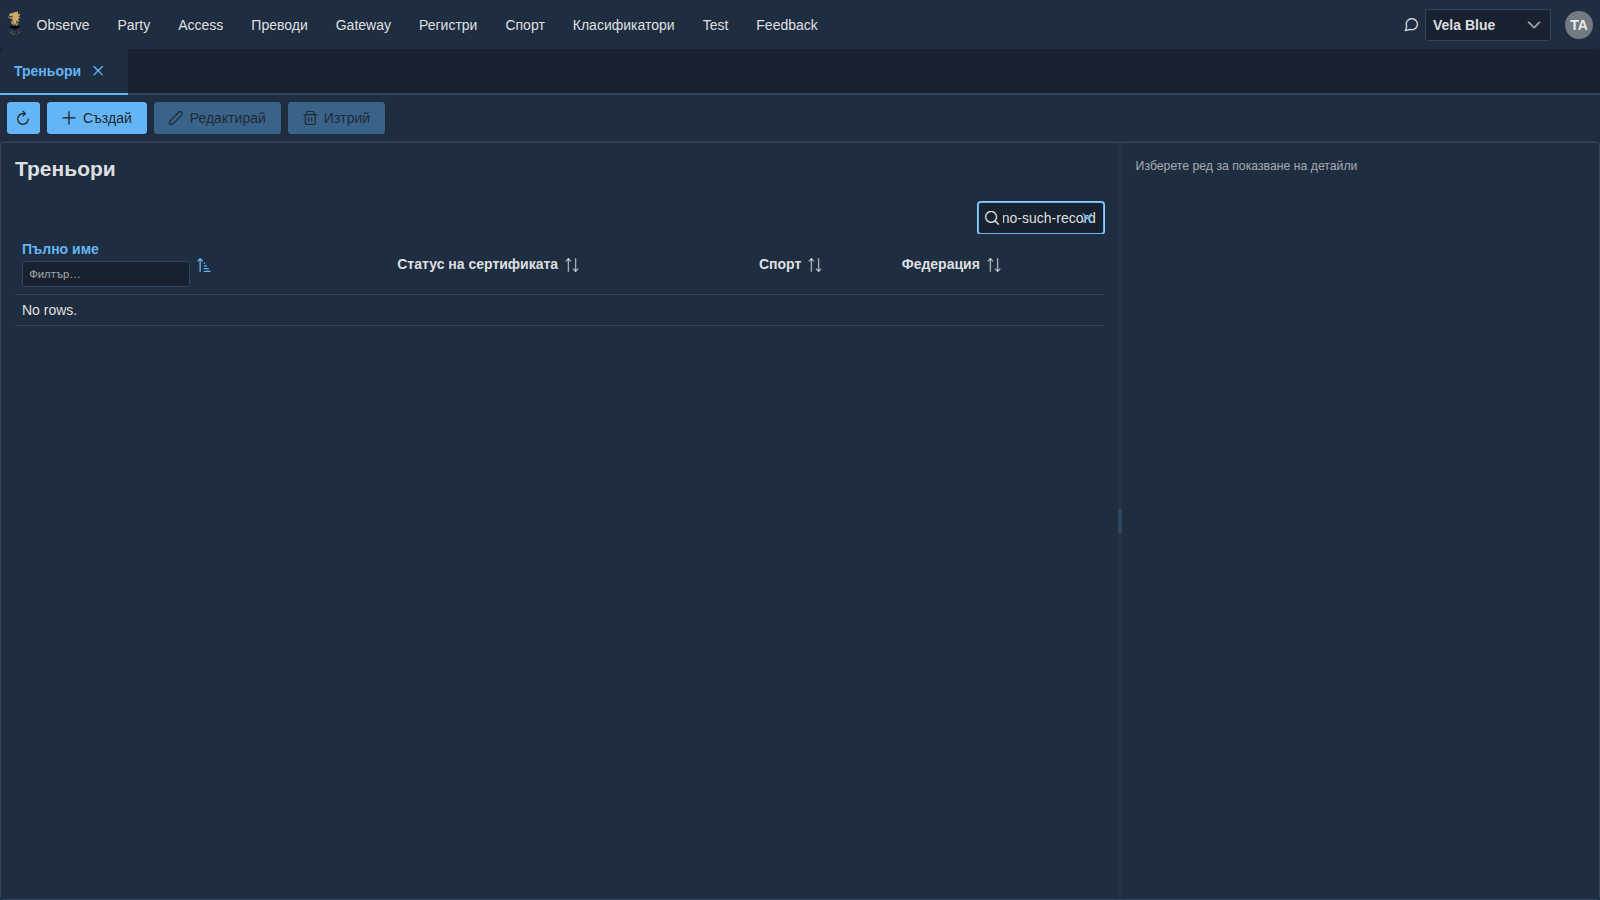 Observe Party Access Преводи Gateway Регистри Спорт Класификатори Test Feedback Vela Blue TA
Треньори
Създай Редактирай Изтрий
Треньори
Изберете ред за показване на детайли
no-such-record
Пълно име
Филтър...
Статус на сертификата Спорт Федерация
No rows.